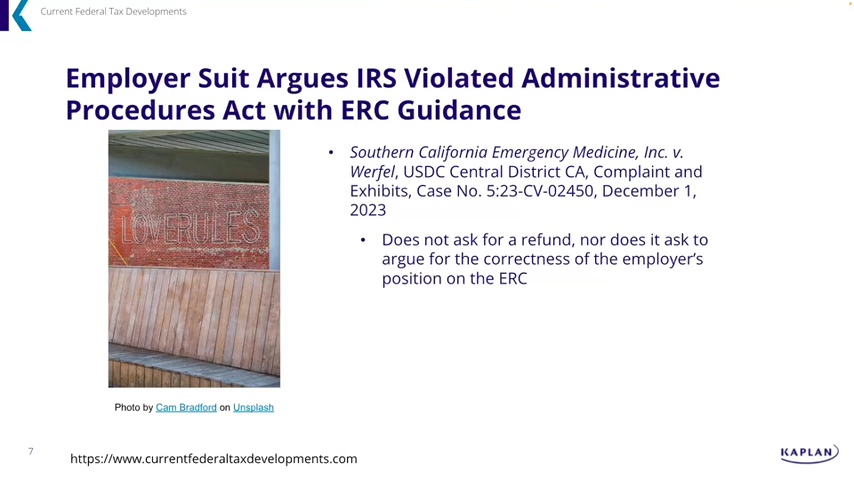 Current Federal Tax Developments
Employer Suit Argues IRS Violated Administrative
Procedures Act with ERC Guidance
LOVERULES
• Southern California Emergency Medicine, Inc. v.
Werfel, USDC Central District CA, Complaint and
Exhibits, Case No. 5:23-CV-02450, December 1,
2023
• Does not ask for a refund, nor does it ask to
argue for the correctness of the employer’s
position on the ERC
Photo by Cam Bradford on Unsplash
7
https://www.currentfederaltaxdevelopments.com
KAPLAN